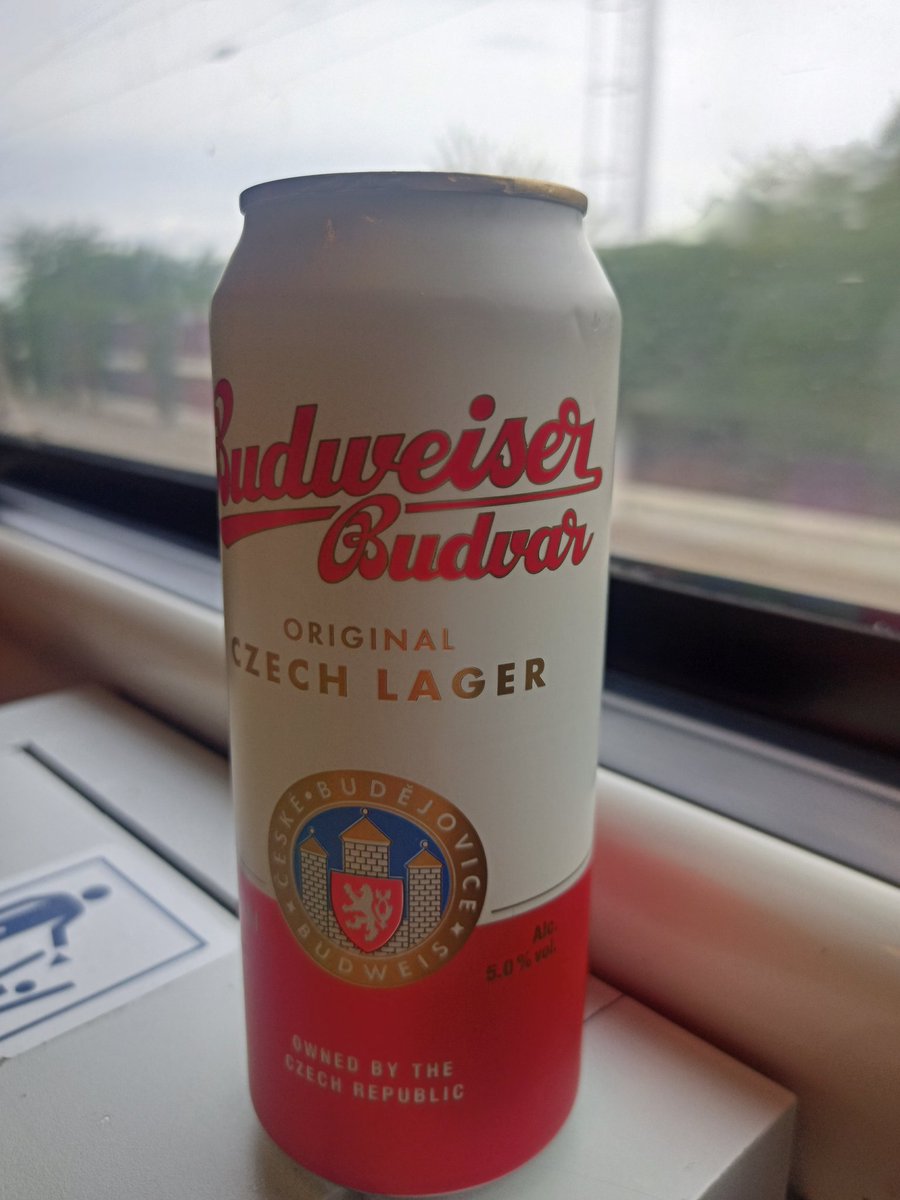 Budweiser
Budvar
ORIGINAL
CZECH LAGER
ČESKÉ • BUDĚJOVICE
★ BUDWEIS ★
Alc.
5.0 % vol.
OWNED BY THE
CZECH REPUBLIC